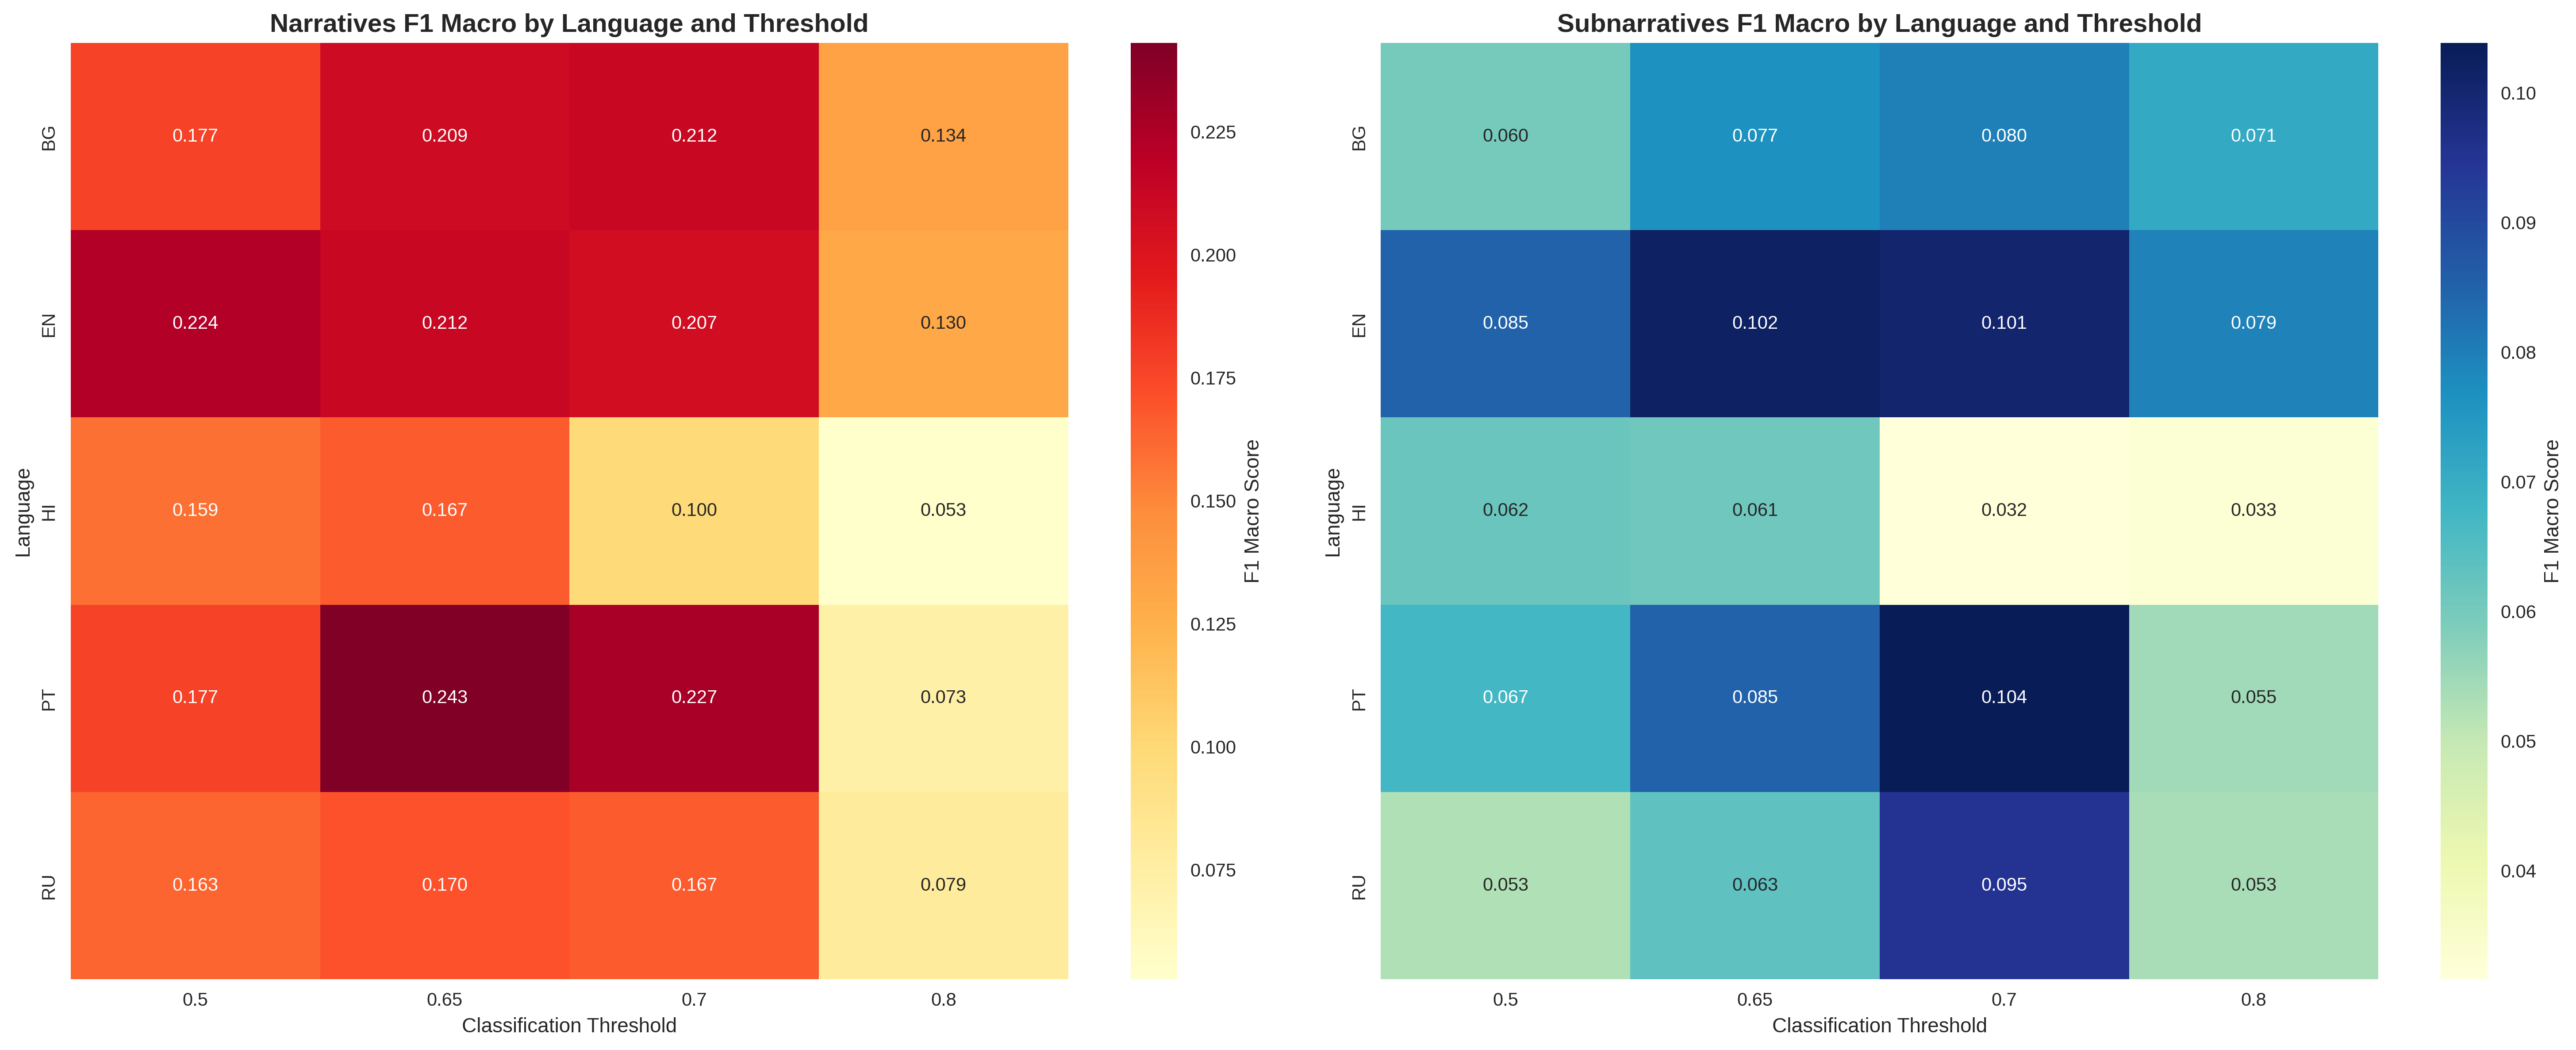 Narratives F1 Macro by Language and Threshold
BG
0.177 0.209 0.212 0.134
EN
0.224 0.212 0.207 0.130
HI
0.159 0.167 0.100 0.053
PT
0.177 0.243 0.227 0.073
RU
0.163 0.170 0.167 0.079
0.5 0.65 0.7 0.8
Classification Threshold
Language
0.225
0.200
0.175
0.150
0.125
0.100
0.075
F1 Macro Score
Subnarratives F1 Macro by Language and Threshold
BG
0.060 0.077 0.080 0.071
EN
0.085 0.102 0.101 0.079
HI
0.062 0.061 0.032 0.033
PT
0.067 0.085 0.104 0.055
RU
0.053 0.063 0.095 0.053
0.5 0.65 0.7 0.8
Classification Threshold
Language
0.10
0.09
0.08
0.07
0.06
0.05
0.04
F1 Macro Score